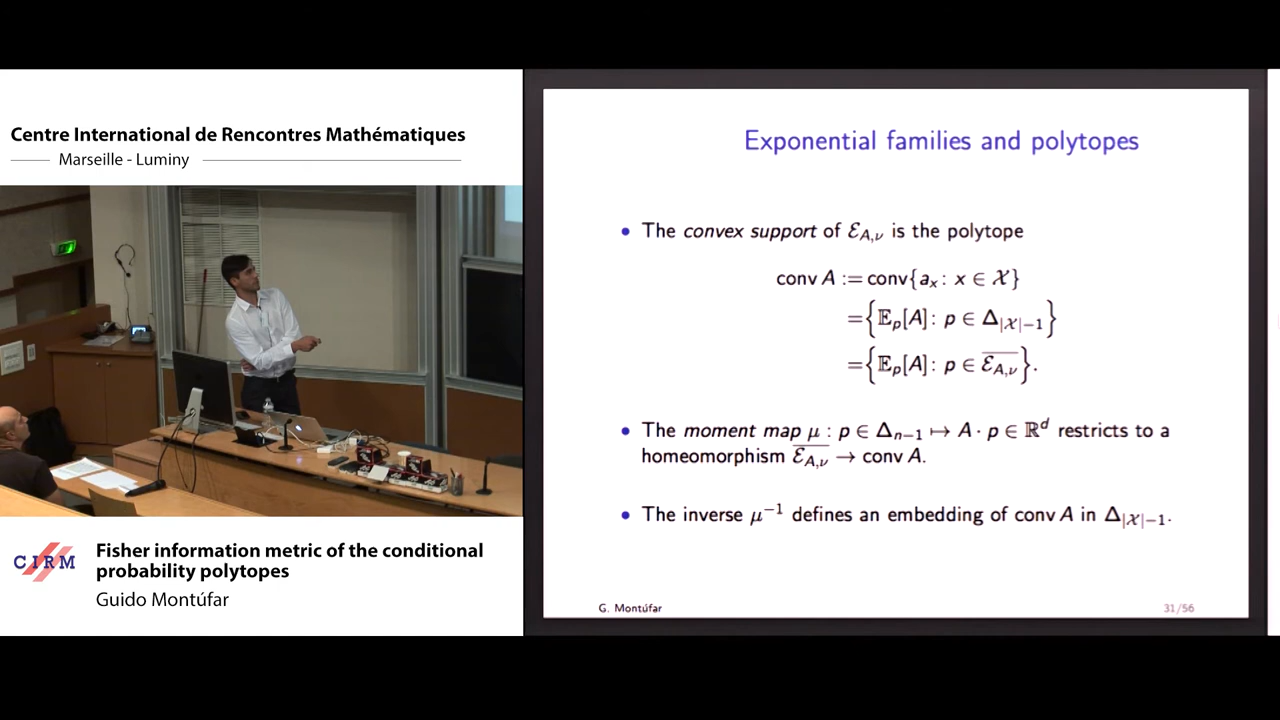 Centre International de Rencontres Mathématiques
Marseille - Luminy
CIRM
Fisher information metric of the conditional
probability polytopes
Guido Montúfar
Exponential families and polytopes
• The convex support of ℰ_{A,ν} is the polytope
conv A := conv{a_x : x ∈ 𝒳}
={𝔼_p[A] : p ∈ Δ_{|𝒳|−1}}
={𝔼_p[A] : p ∈ \overline{ℰ_{A,ν}}}.
• The moment map μ : p ∈ Δ_{n−1} ↦ A · p ∈ ℝ^d restricts to a
homeomorphism \overline{ℰ_{A,ν}} → conv A.
• The inverse μ^{−1} defines an embedding of conv A in Δ_{|𝒳|−1}.
G. Montúfar
31/56